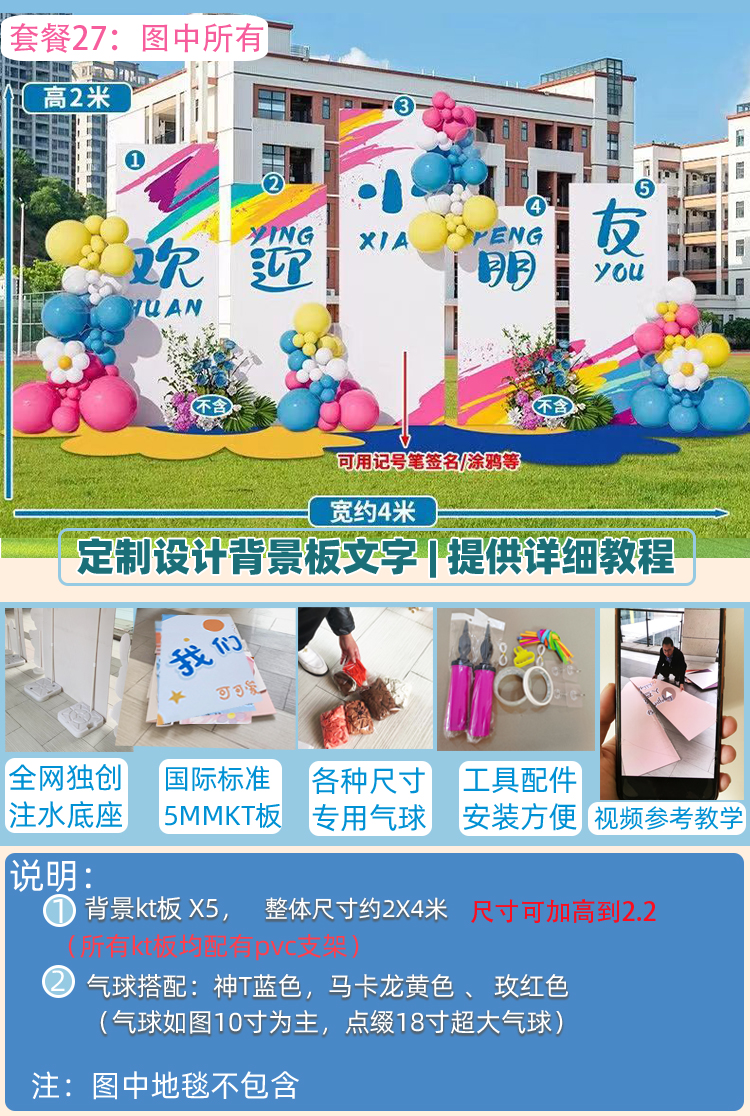 套餐27：图中所有
高2米
1
2
3
4
5
欢
HUAN
YING
迎
小
XIA
PENG
朋
友
YOU
不含
不含
可用记号笔签名/涂鸦等
宽约4米
定制设计背景板文字 | 提供详细教程
我们
可可爱
全网独创
注水底座
国际标准
5MMKT板
各种尺寸
专用气球
工具配件
安装方便
视频参考教学
说明：
1 背景kt板 X5， 整体尺寸约2X4米 尺寸可加高到2.2
（所有kt板均配有pvc支架）
2 气球搭配：神T蓝色，马卡龙黄色 、 玫红色
（气球如图10寸为主，点缀18寸超大气球）
注：图中地毯不包含